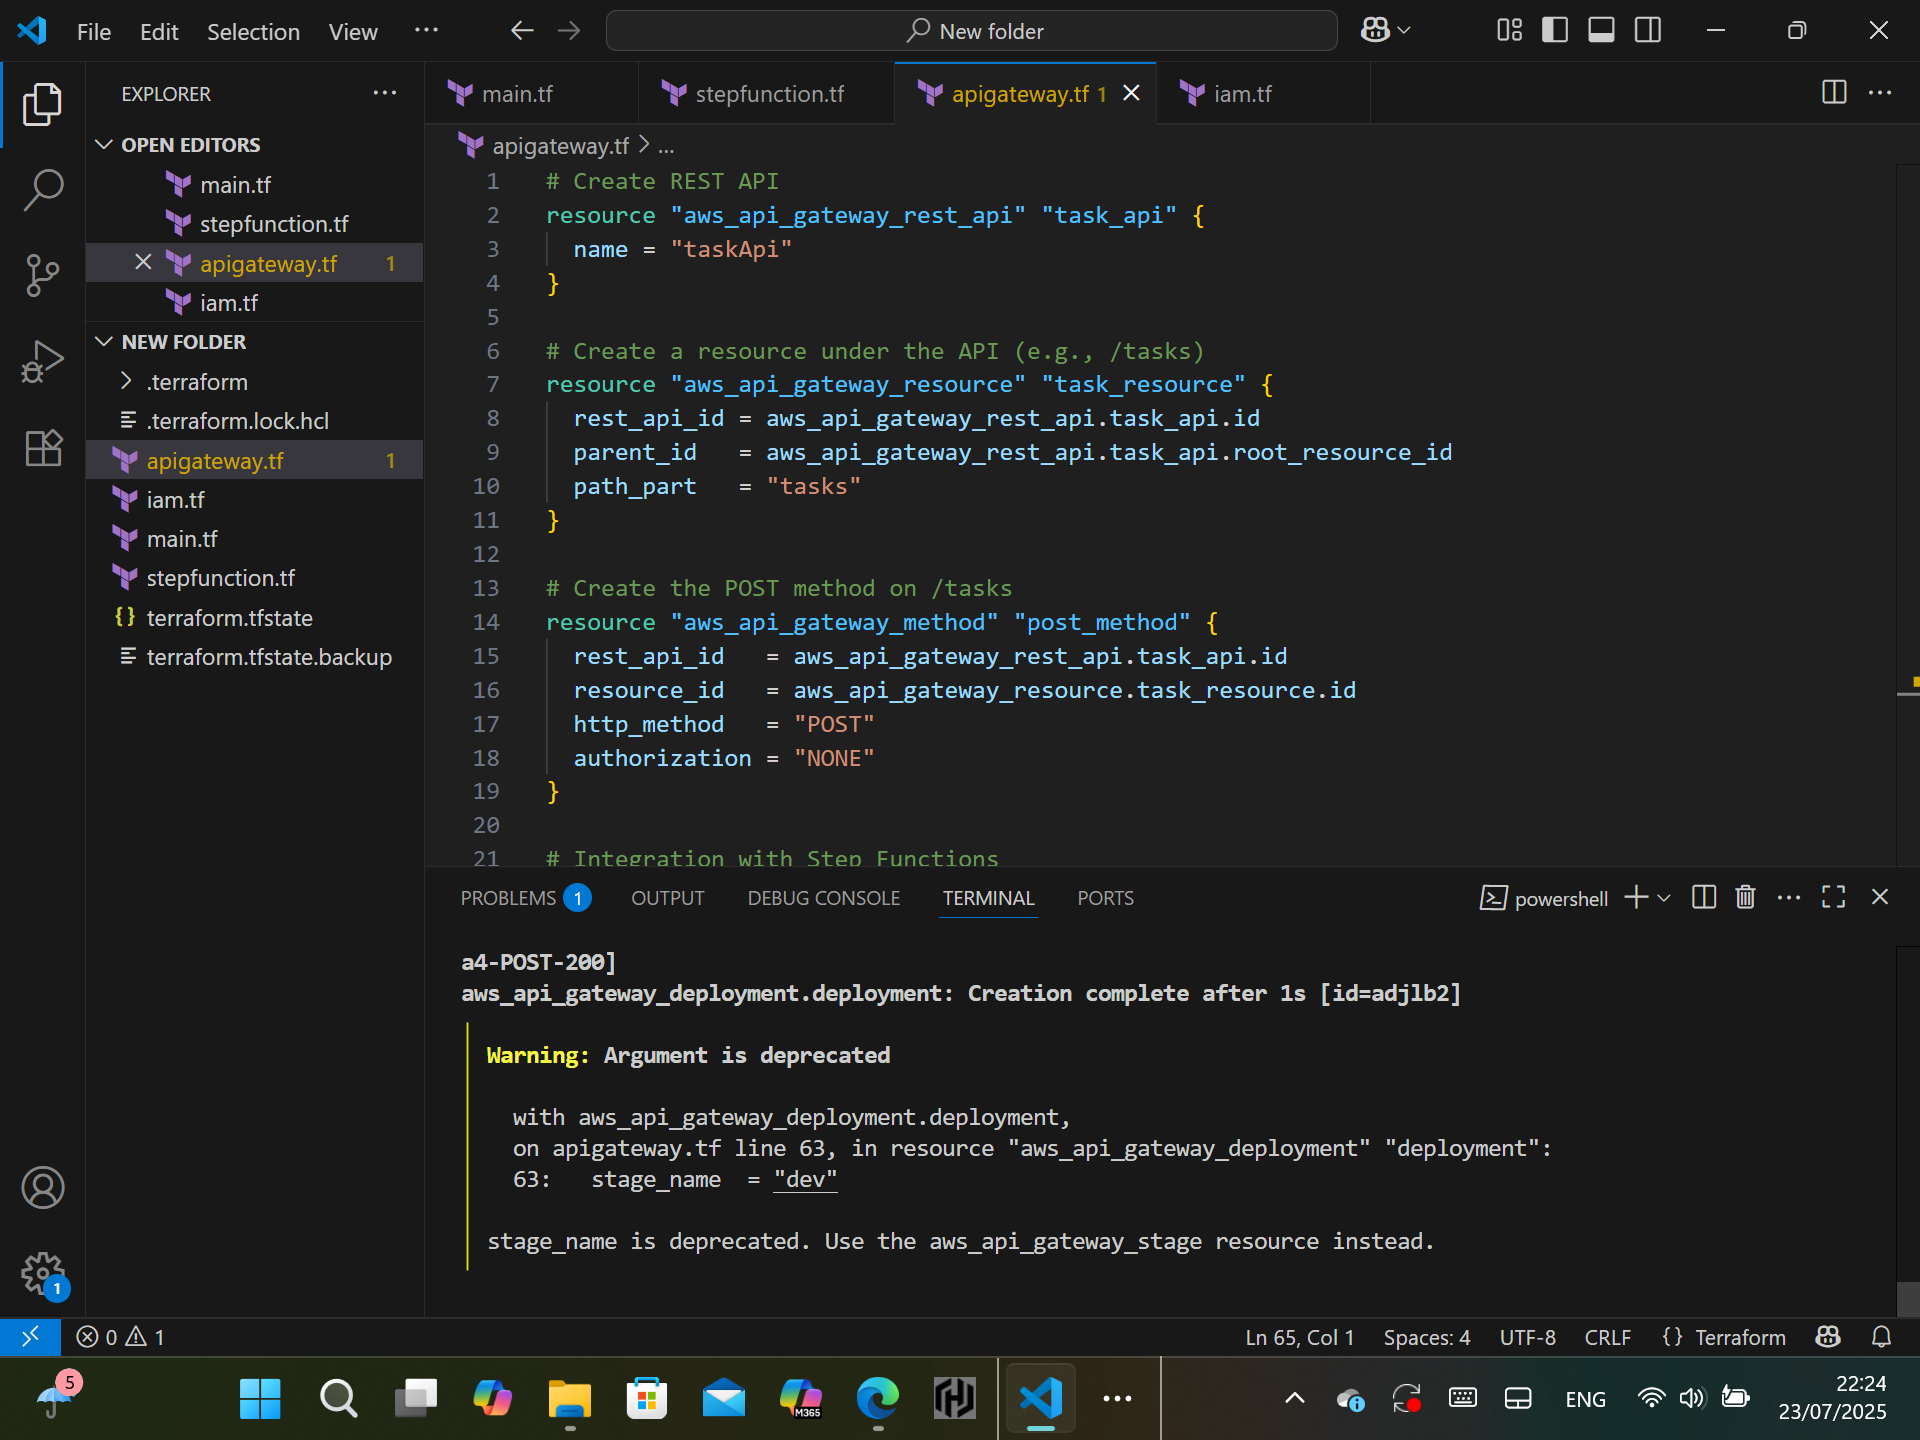 File Edit Selection View ···
New folder
EXPLORER
OPEN EDITORS
main.tf
stepfunction.tf
apigateway.tf 1
iam.tf
NEW FOLDER
.terraform
.terraform.lock.hcl
apigateway.tf 1
iam.tf
main.tf
stepfunction.tf
{} terraform.tfstate
terraform.tfstate.backup
main.tf stepfunction.tf apigateway.tf 1 iam.tf
apigateway.tf > ...
1 # Create REST API
2 resource "aws_api_gateway_rest_api" "task_api" {
3 name = "taskApi"
4 }
5
6 # Create a resource under the API (e.g., /tasks)
7 resource "aws_api_gateway_resource" "task_resource" {
8 rest_api_id = aws_api_gateway_rest_api.task_api.id
9 parent_id = aws_api_gateway_rest_api.task_api.root_resource_id
10 path_part = "tasks"
11 }
12
13 # Create the POST method on /tasks
14 resource "aws_api_gateway_method" "post_method" {
15 rest_api_id = aws_api_gateway_rest_api.task_api.id
16 resource_id = aws_api_gateway_resource.task_resource.id
17 http_method = "POST"
18 authorization = "NONE"
19 }
20
21 # Integration with Step Functions
PROBLEMS 1 OUTPUT DEBUG CONSOLE TERMINAL PORTS
powershell
a4-POST-200]
aws_api_gateway_deployment.deployment: Creation complete after 1s [id=adjlb2]
Warning: Argument is deprecated
with aws_api_gateway_deployment.deployment,
on apigateway.tf line 63, in resource "aws_api_gateway_deployment" "deployment":
63: stage_name = "dev"
stage_name is deprecated. Use the aws_api_gateway_stage resource instead.
1
0 1
Ln 65, Col 1 Spaces: 4 UTF-8 CRLF {} Terraform
5
M365
ENG
22:24
23/07/2025